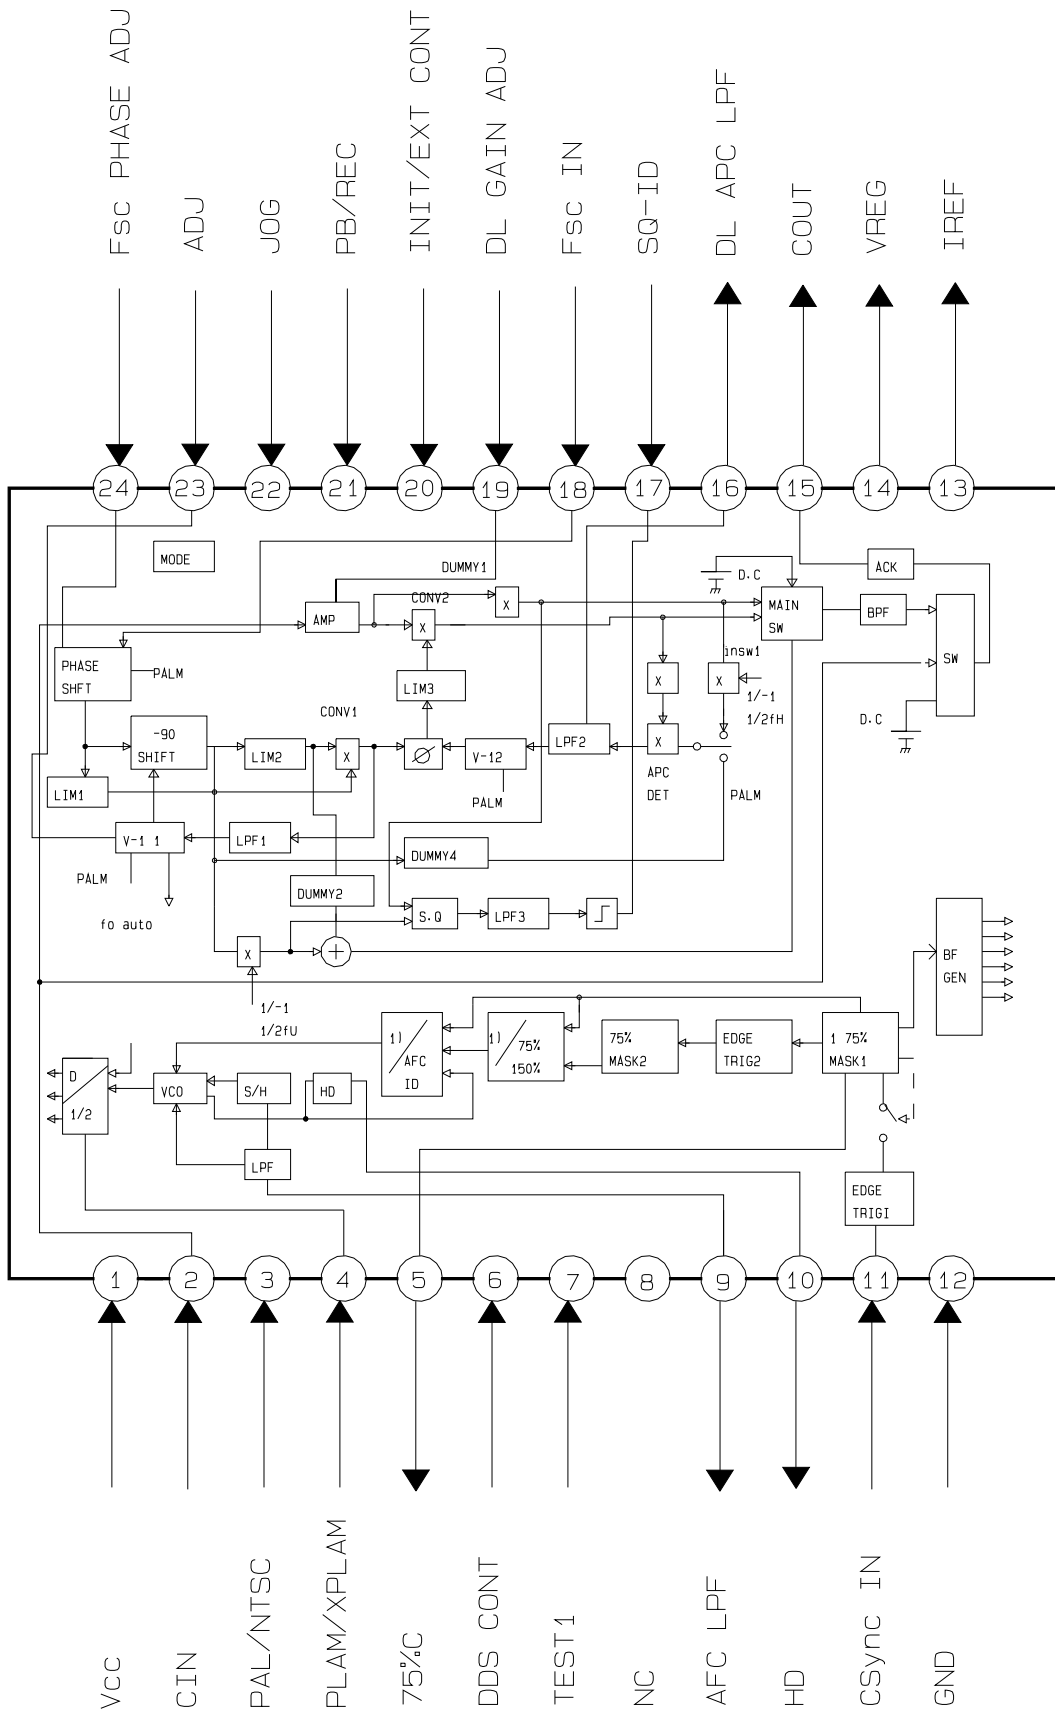 Fsc PHASE ADJ
ADJ
JOG
PB/REC
INIT/EXT CONT
DL GAIN ADJ
Fsc IN
SQ-ID
DL APC LPF
COUT
VREG
IREF
24
23
22
21
20
19
18
17
16
15
14
13
MODE
DUMMY1
D.C
ACK
AMP
CONV2
X
X
MAIN
SW
BPF
PHASE
SHFT
PALM
LIM3
X
insw1
X
1/-1
1/2fH
SW
D.C
-90
SHIFT
LIM2
CONV1
X
Ø
V-12
PALM
LPF2
X
APC
DET
PALM
LIM1
V-1 1
LPF1
PALM
fo auto
DUMMY4
DUMMY2
S.Q
LPF3
X
+
1/-1
1/2fU
BF
GEN
1)
AFC
ID
1)
75%
150%
75%
MASK2
EDGE
TRIG2
1 75%
MASK1
D
1/2
VCO
S/H
HD
LPF
EDGE
TRIGI
1
2
3
4
5
6
7
8
9
10
11
12
Vcc
CIN
PAL/NTSC
PLAM/XPLAM
75%C
DDS CONT
TEST1
NC
AFC LPF
HD
CSync IN
GND